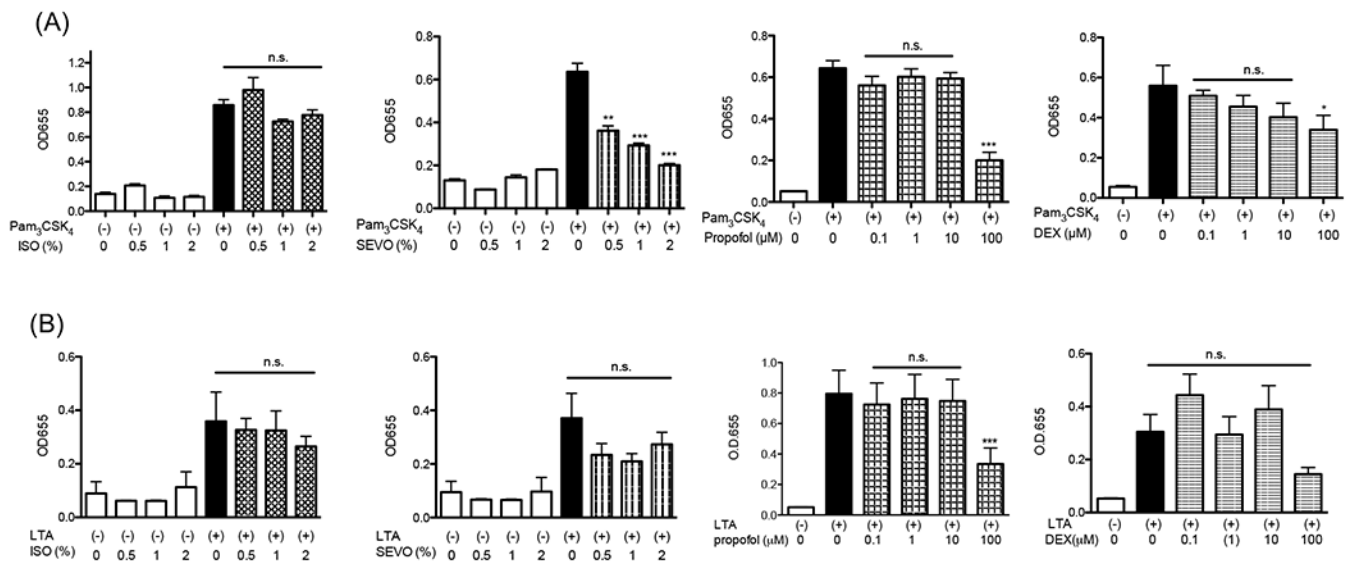 (A)
n.s.
1.2
1.0
0.8
0.6
0.4
0.2
0.0
OD655
Pam3CSK4 (-) (-) (-) (-) (+) (+) (+) (+)
ISO (%) 0 0.5 1 2 0 0.5 1 2
0.8
0.6
0.4
0.2
0.0
OD655
** *** ***
Pam3CSK4 (-) (-) (-) (-) (+) (+) (+) (+)
SEVO (%) 0 0.5 1 2 0 0.5 1 2
n.s.
0.8
0.6
0.4
0.2
0.0
OD655
***
Pam3CSK4 (-) (+) (+) (+) (+) (+)
Propofol (μM) 0 0 0.1 1 10 100
n.s.
0.8
0.6
0.4
0.2
0.0
OD655
*
Pam3CSK4 (-) (+) (+) (+) (+) (+)
DEX (μM) 0 0 0.1 1 10 100
(B)
n.s.
0.6
0.4
0.2
0.0
OD655
LTA (-) (-) (-) (-) (+) (+) (+) (+)
ISO (%) 0 0.5 1 2 0 0.5 1 2
n.s.
0.6
0.4
0.2
0.0
OD655
LTA (-) (-) (-) (-) (+) (+) (+) (+)
SEVO (%) 0 0.5 1 2 0 0.5 1 2
n.s.
1.0
0.8
0.6
0.4
0.2
0.0
O.D.655
***
LTA (-) (+) (+) (+) (+) (+)
propofol (μM) 0 0 0.1 1 10 100
n.s.
0.6
0.4
0.2
0.0
O.D.655
LTA (-) (+) (+) (+) (+) (+)
DEX(μM) 0 0 0.1 (1) 10 100